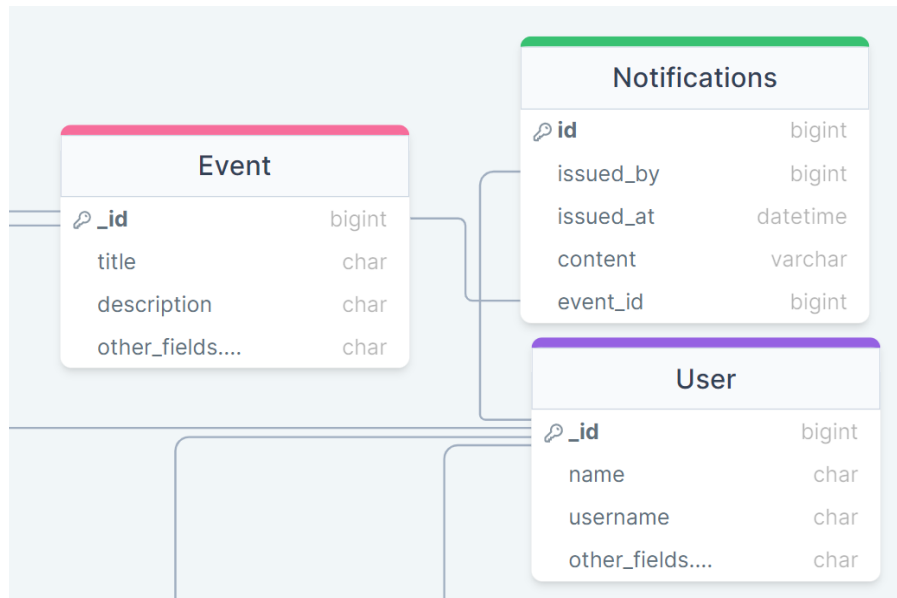 Event
_id bigint
title char
description char
other_fields.... char
Notifications
id bigint
issued_by bigint
issued_at datetime
content varchar
event_id bigint
User
_id bigint
name char
username char
other_fields.... char